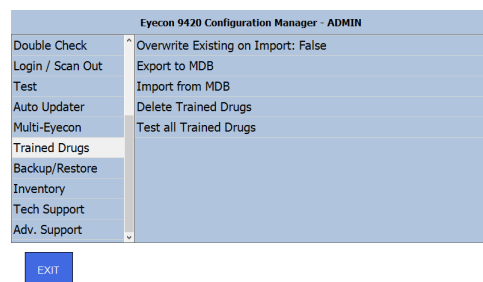 Eyecon 9420 Configuration Manager - ADMIN
Double Check
Login / Scan Out
Test
Auto Updater
Multi-Eyecon
Trained Drugs
Backup/Restore
Inventory
Tech Support
Adv. Support
Overwrite Existing on Import: False
Export to MDB
Import from MDB
Delete Trained Drugs
Test all Trained Drugs
EXIT